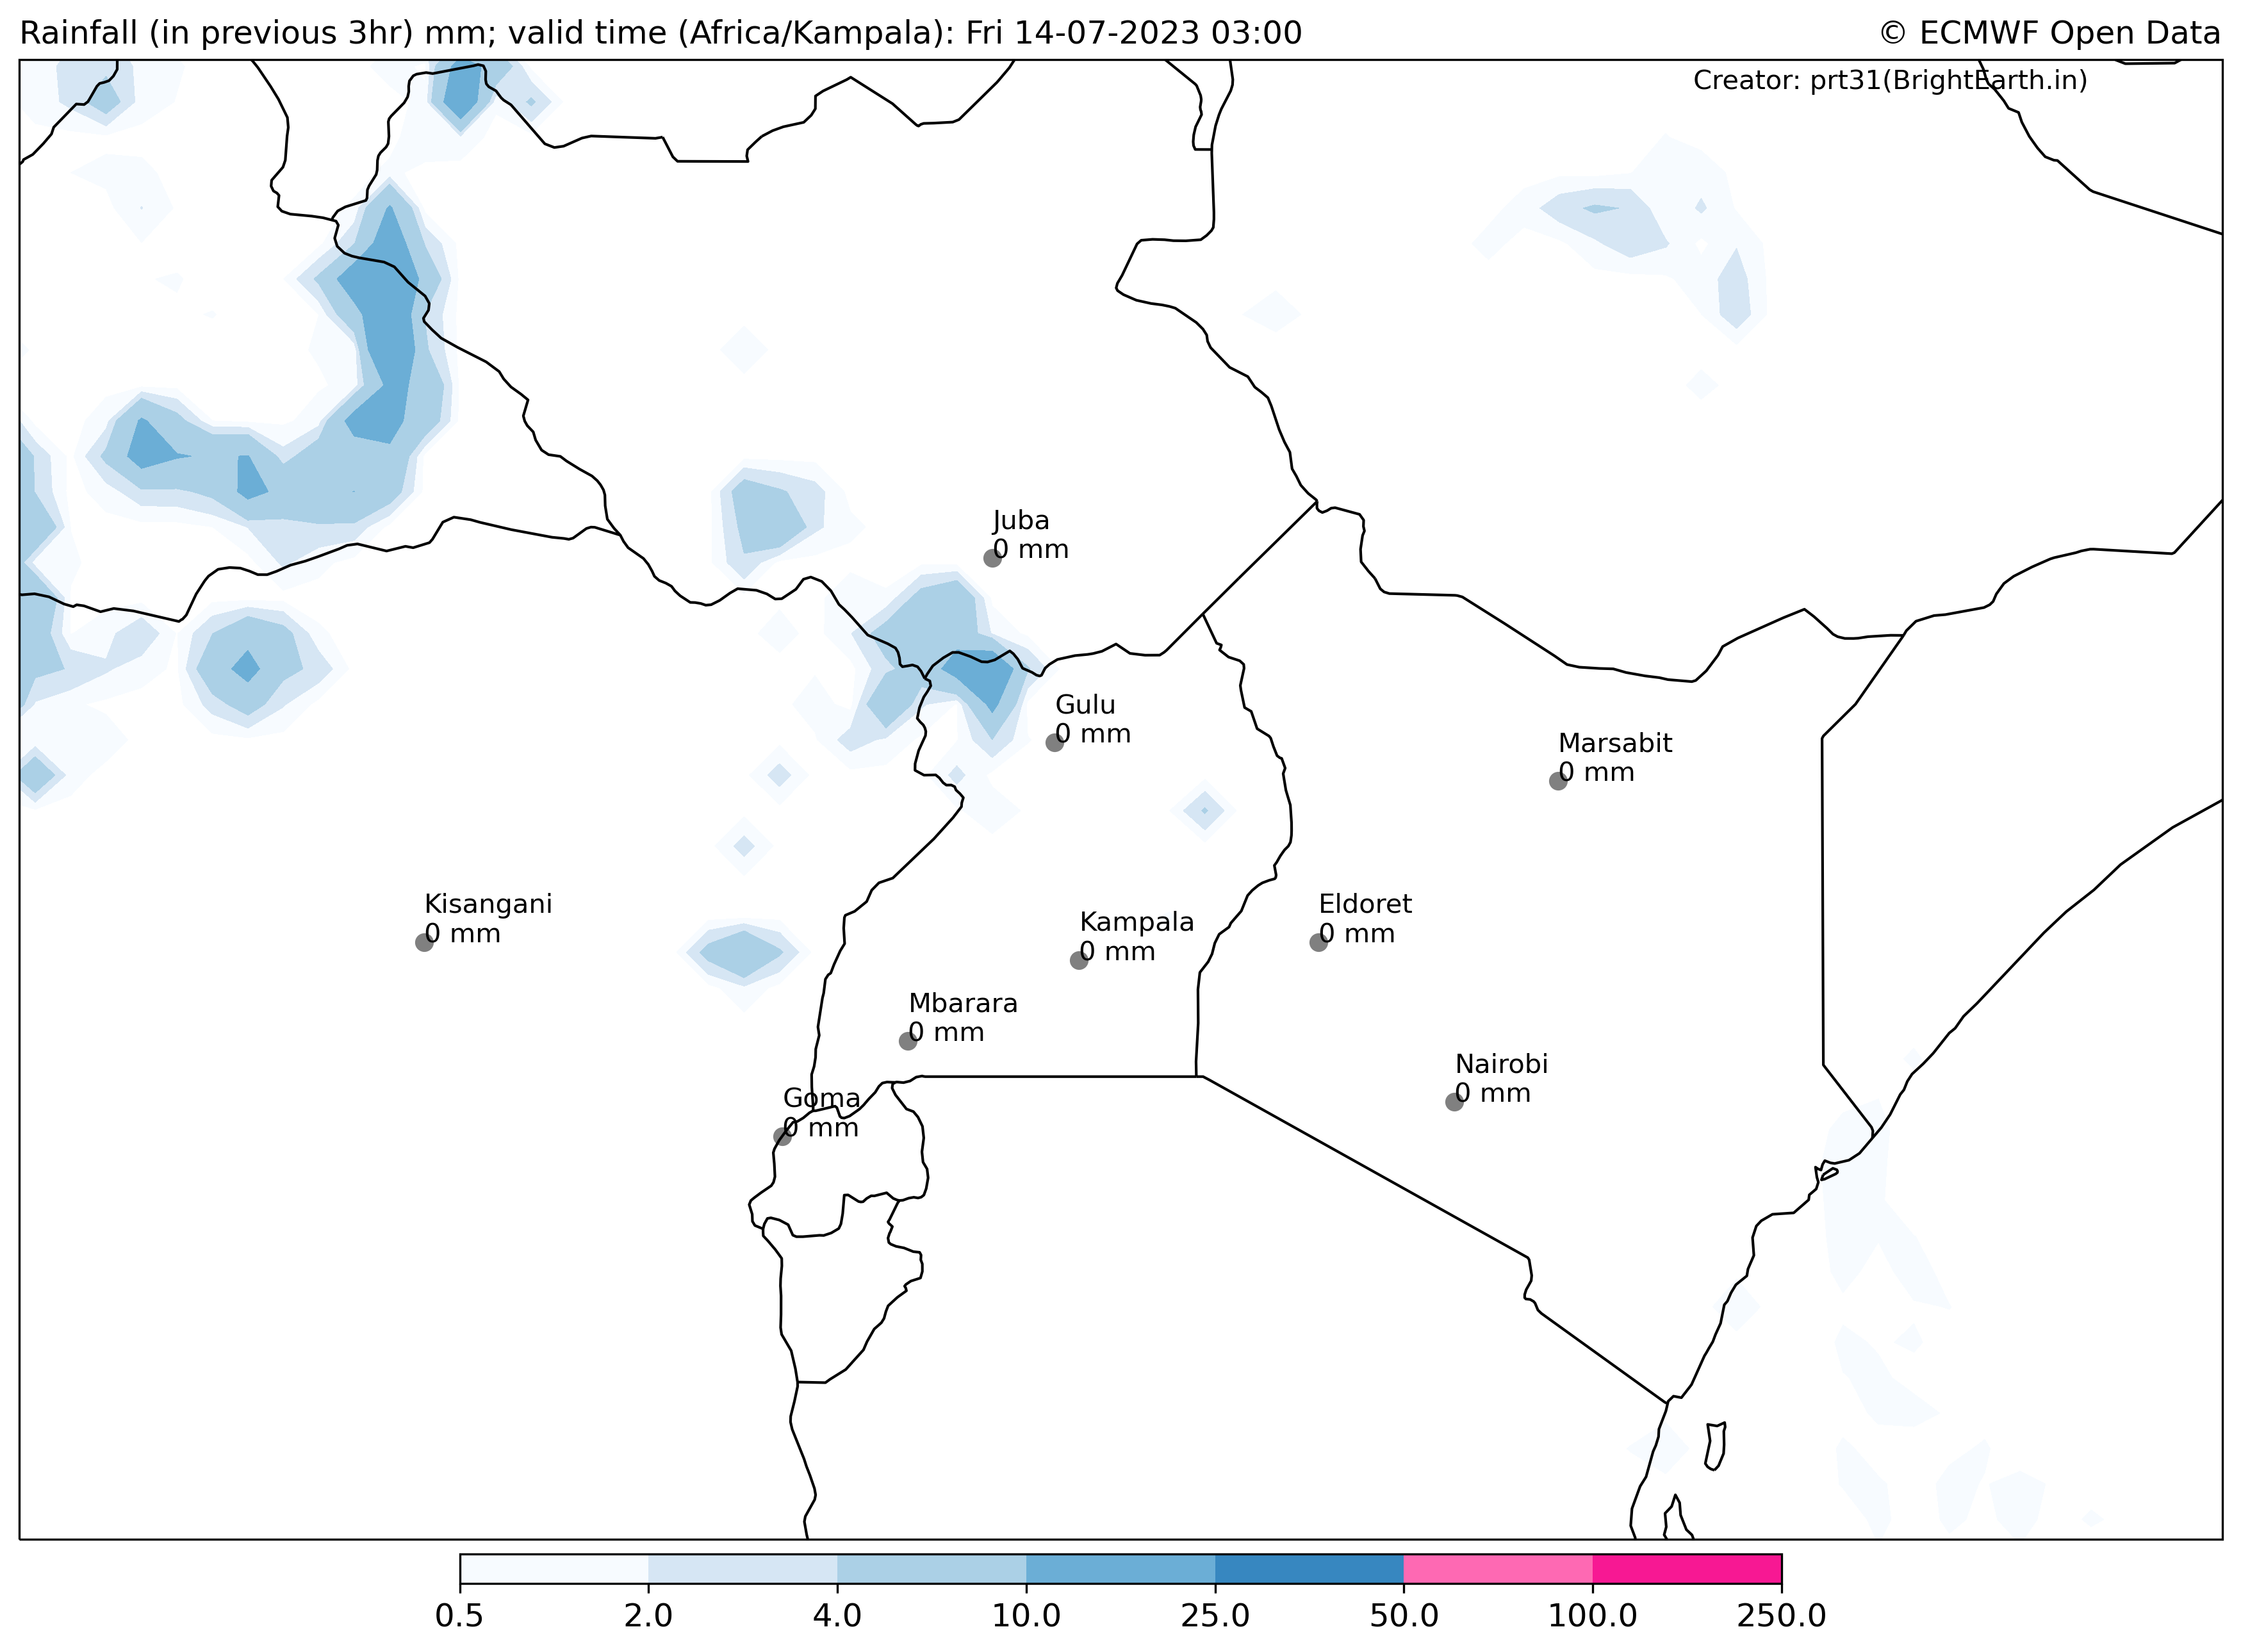 Rainfall (in previous 3hr) mm; valid time (Africa/Kampala): Fri 14-07-2023 03:00
© ECMWF Open Data
Creator: prt31(BrightEarth.in)
Juba
0 mm
Gulu
0 mm
Marsabit
0 mm
Kisangani
0 mm
Kampala
0 mm
Eldoret
0 mm
Mbarara
0 mm
Nairobi
0 mm
Goma
0 mm
0.5 2.0 4.0 10.0 25.0 50.0 100.0 250.0